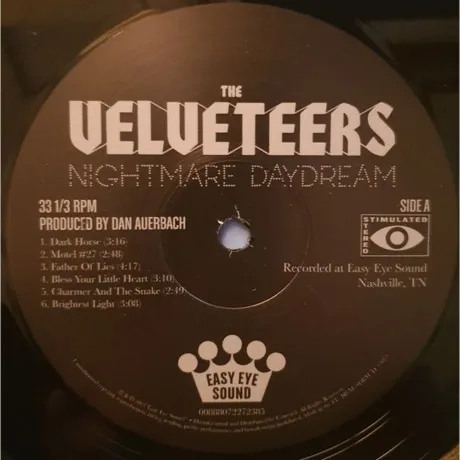 THE
VELVETEERS
NIGHTMARE DAYDREAM
33 1/3 RPM
SIDE A
PRODUCED BY DAN AUERBACH
STIMULATED
STEREO
1. Dark Horse (3:16)
2. Motel #27 (2:48)
3. Father Of Lies (4:17)
4. Bless Your Little Heart (3:10)
5. Charmer And The Snake (2:49)
6. Brightest Light (3:08)
Recorded at Easy Eye Sound
Nashville, TN
EASY EYE
SOUND
00888072272385